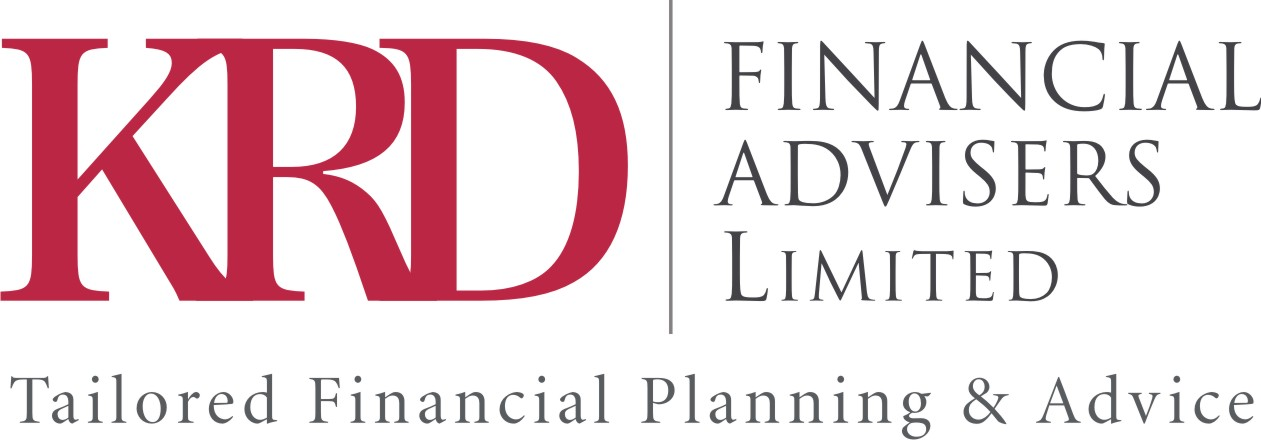 KRD
FINANCIAL
ADVISERS
LIMITED
Tailored Financial Planning & Advice